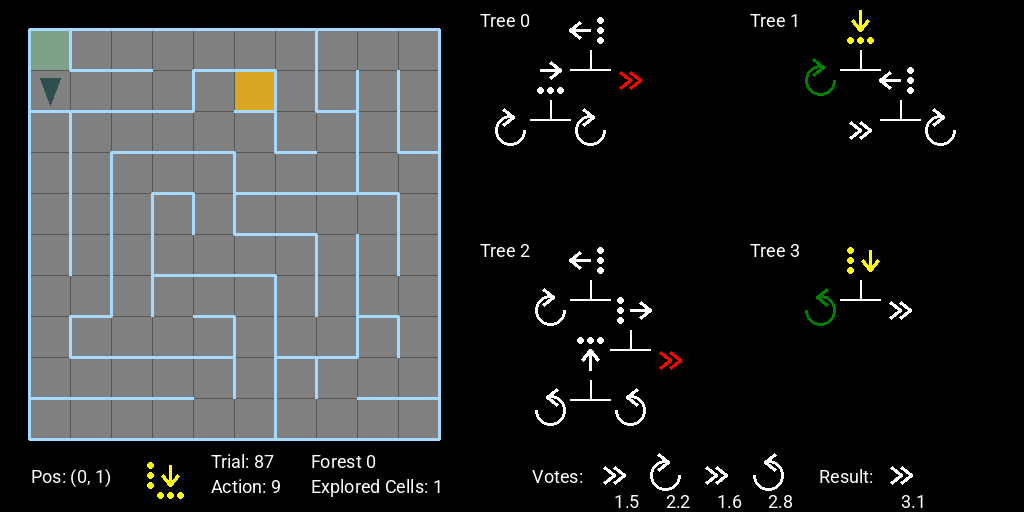 Tree 0
Tree 1
Tree 2
Tree 3
Pos: (0, 1)
Trial: 87
Forest 0
Action: 9
Explored Cells: 1
Votes:
Result:
1.5
2.2
1.6
2.8
3.1